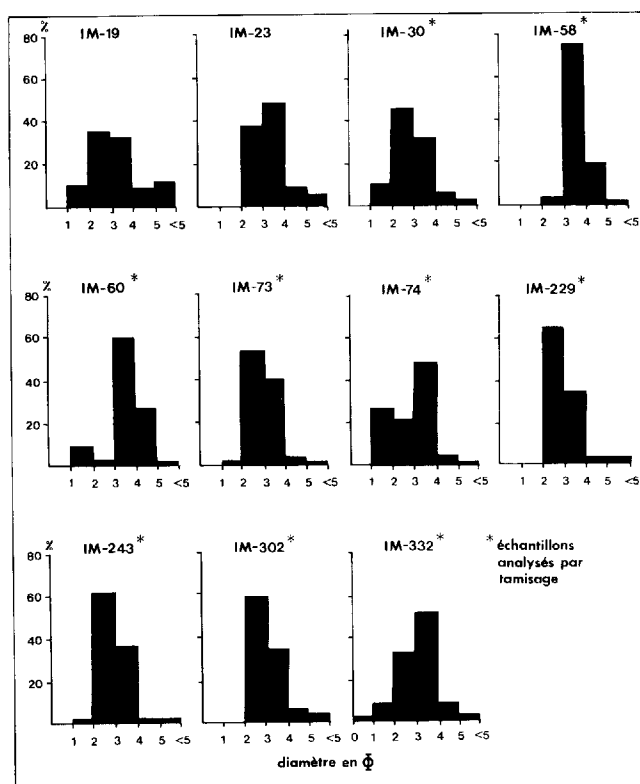 % IM-19 IM-23 IM-30* IM-58*
80
60
40
20
1 2 3 4 5 <5 1 2 3 4 5 <5 1 2 3 4 5 <5 1 2 3 4 5 <5
% IM-60* IM-73* IM-74* IM-229*
80
60
40
20
1 2 3 4 5 <5 1 2 3 4 5 <5 1 2 3 4 5 <5 1 2 3 4 5 <5
% IM-243* IM-302* IM-332* * échantillons
analysés par
tamisage
80
60
40
20
1 2 3 4 5 <5 1 2 3 4 5 <5 0 1 2 3 4 5 <5
diamètre en Φ